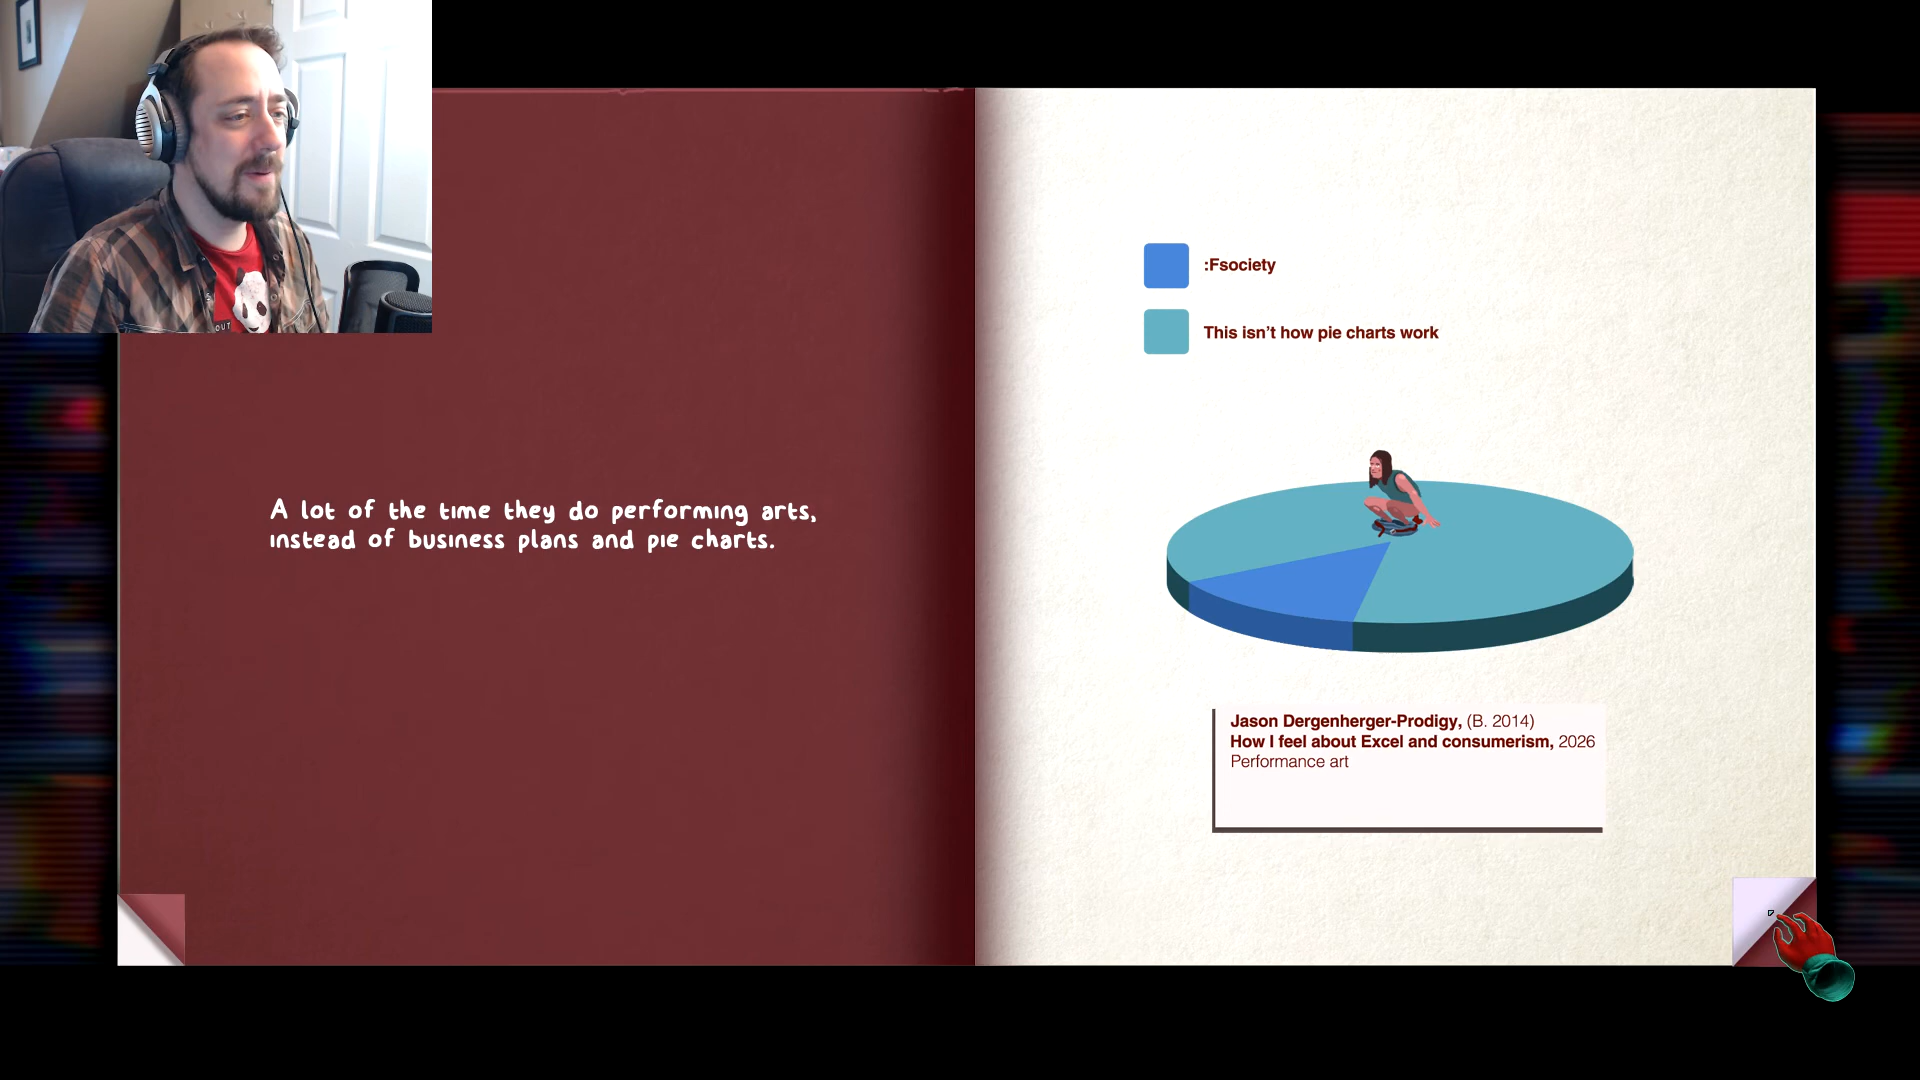 A lot of the time they do performing arts,
instead of business plans and pie charts.
:Fsociety
This isn't how pie charts work
Jason Dergenherger-Prodigy, (B. 2014)
How I feel about Excel and consumerism, 2026
Performance art
OUT